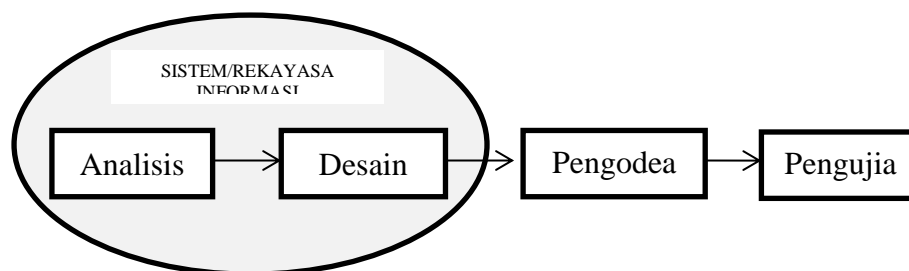 SISTEM/REKAYASA
INFORMASI
Analisis
Desain
Pengodea
Pengujia